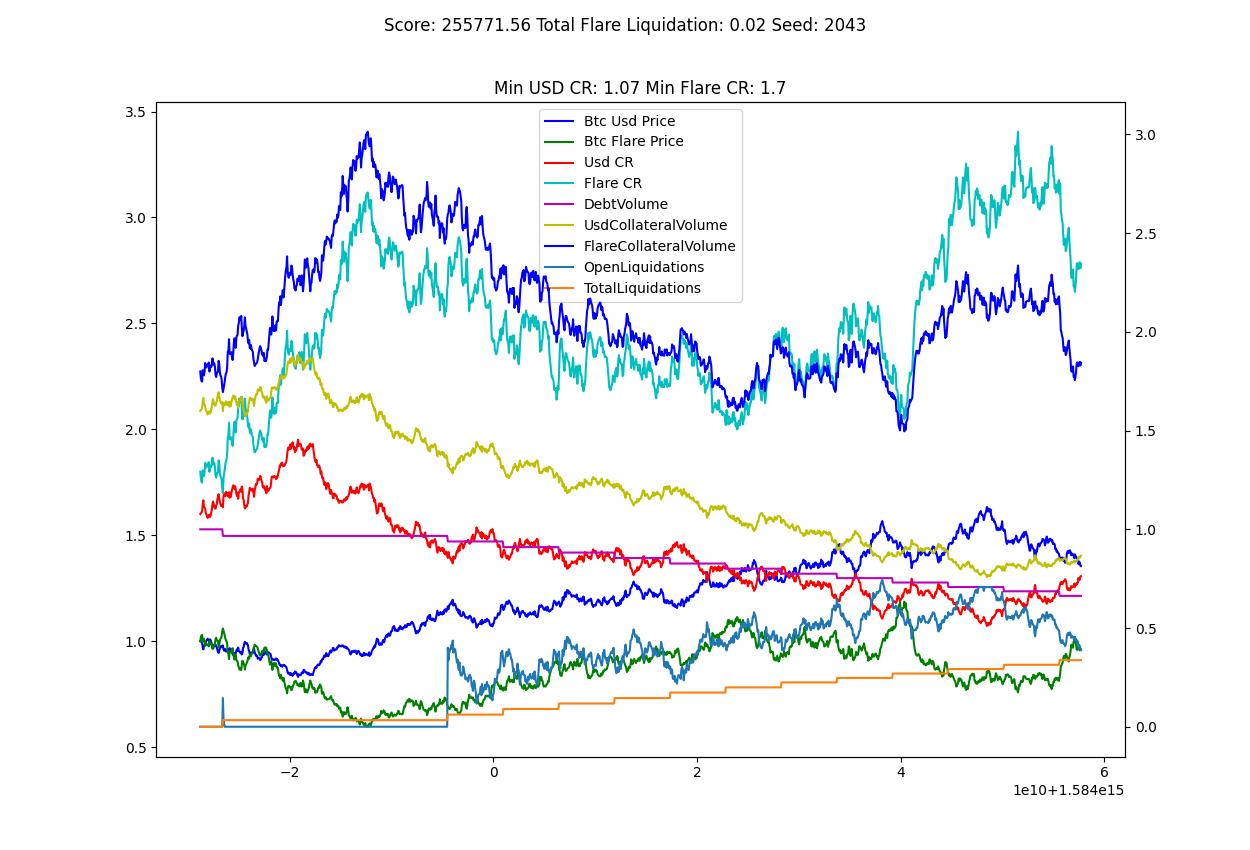 Score: 255771.56 Total Flare Liquidation: 0.02 Seed: 2043
Min USD CR: 1.07 Min Flare CR: 1.7
3.5
3.0
2.5
2.0
1.5
1.0
0.5
Btc Usd Price
Btc Flare Price
Usd CR
Flare CR
DebtVolume
UsdCollateralVolume
FlareCollateralVolume
OpenLiquidations
TotalLiquidations
3.0
2.5
2.0
1.5
1.0
0.5
0.0
−2 0 2 4 6
1e10+1.584e15